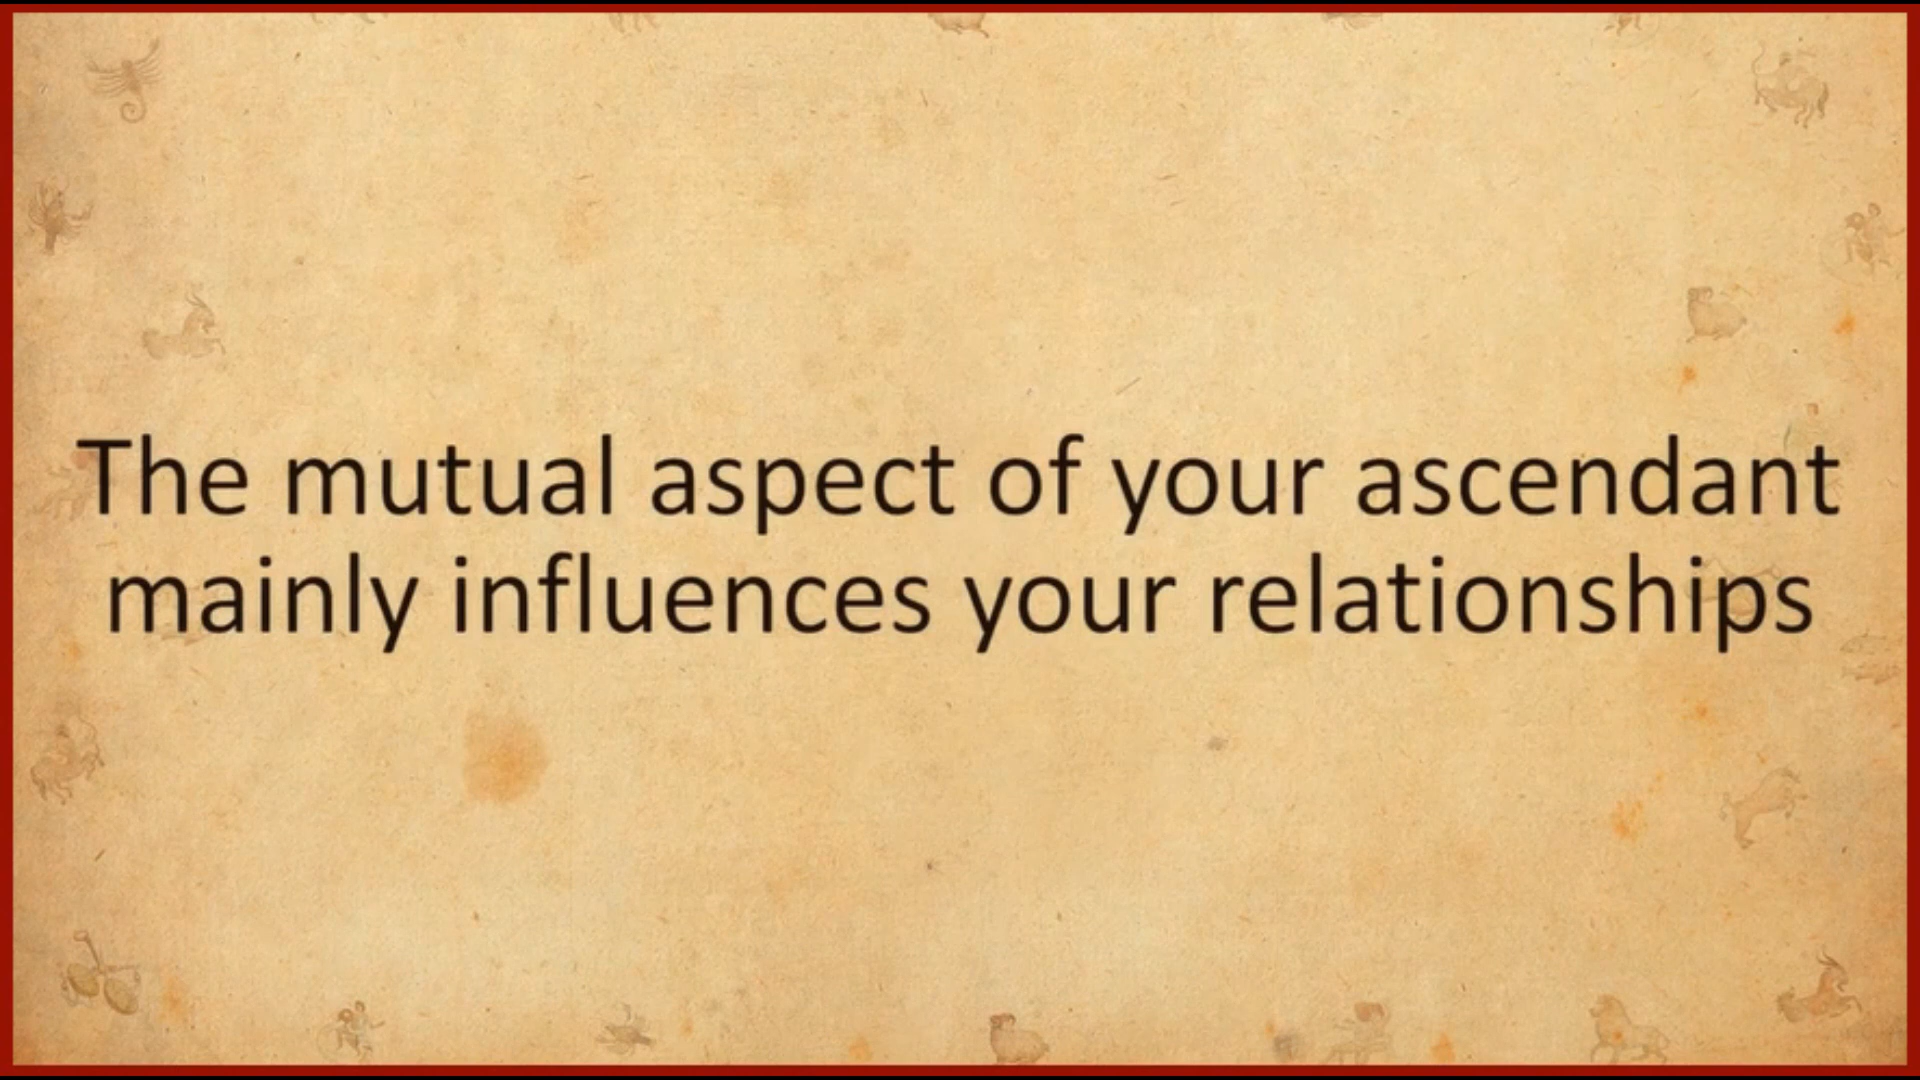 The mutual aspect of your ascendant
mainly influences your relationships